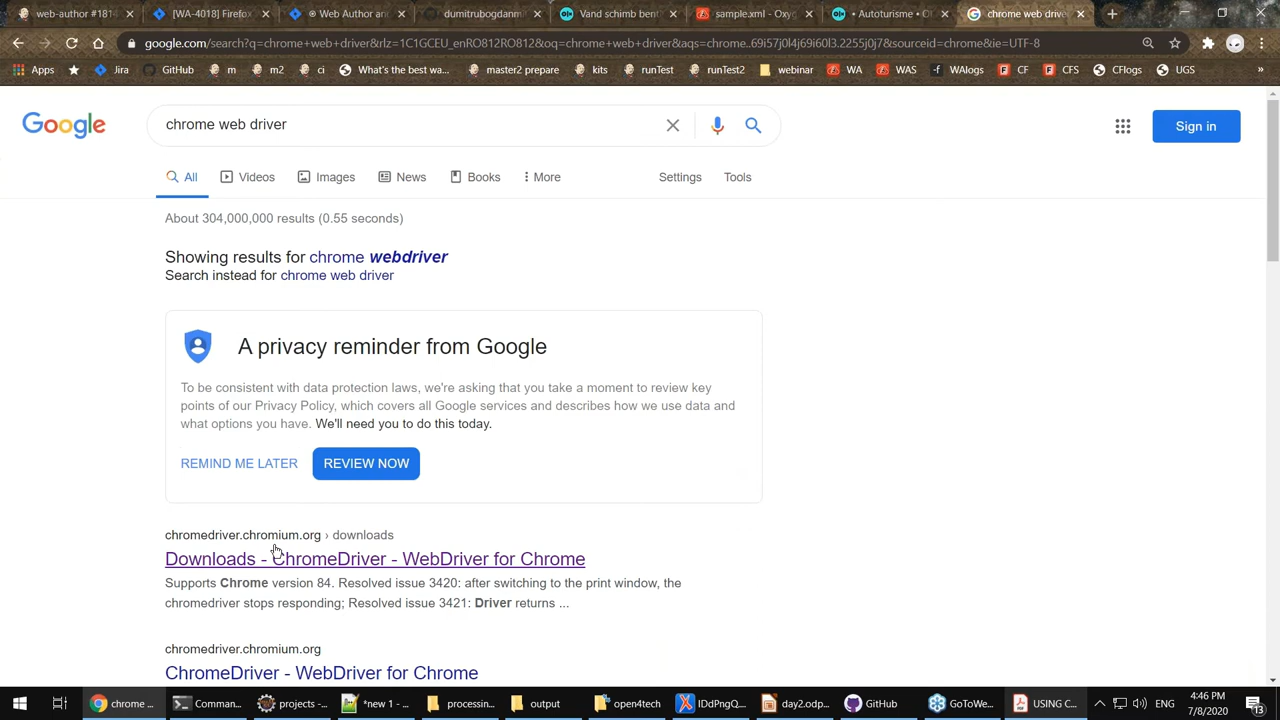 web-author #181
[WA-4018] Firefox
Web Author and
dumitrubogdanm
Vand schimb bent
sample.xml - Oxyg
• Autoturisme • O
chrome web drive
google.com/search?q=chrome+web+driver&rlz=1C1GCEU_enRO812RO812&oq=chrome+web+driver&aqs=chrome..69i57j0l4j69i60l3.2255j0j7&sourceid=chrome&ie=UTF-8
Apps Jira GitHub m m2 ci What's the best wa... master2 prepare kits runTest runTest2 webinar WA WAS WAlogs CF CFS CFlogs UGS »
Google
chrome web driver
Sign in
All Videos Images News Books More Settings Tools
About 304,000,000 results (0.55 seconds)
Showing results for chrome webdriver
Search instead for chrome web driver
A privacy reminder from Google
To be consistent with data protection laws, we're asking that you take a moment to review key
points of our Privacy Policy, which covers all Google services and describes how we use data and
what options you have. We'll need you to do this today.
REMIND ME LATER REVIEW NOW
chromedriver.chromium.org › downloads
Downloads - ChromeDriver - WebDriver for Chrome
Supports Chrome version 84. Resolved issue 3420: after switching to the print window, the
chromedriver stops responding; Resolved issue 3421: Driver returns ...
chromedriver.chromium.org
ChromeDriver - WebDriver for Chrome
chrome ... Comman... projects -... *new 1 - ... processin... output open4tech IDdPngQ... day2.odp... GitHub GoToWe... USING C... ENG
4:46 PM
7/8/2020
13